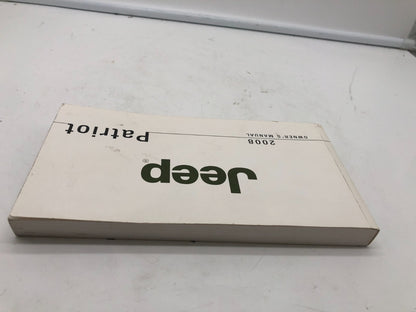 Jeep®
2008
OWNER'S MANUAL
Patriot